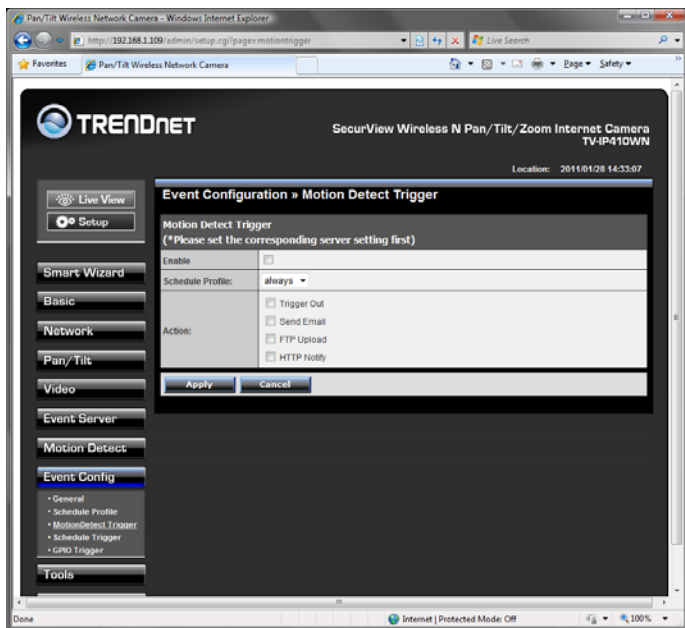 Pan/Tilt Wireless Network Camera - Windows Internet Explorer
http://192.168.1.109/admin/setup.cgi?page=motiontrigger
Live Search
Favorites
Pan/Tilt Wireless Network Camera
Page
Safety
TRENDNET
SecurView Wireless N Pan/Tilt/Zoom Internet Camera
TV-IP410WN
Location: 2011/01/28 14:33:07
Live View
Setup
Event Configuration » Motion Detect Trigger
Motion Detect Trigger
(*Please set the corresponding server setting first)
Enable
Schedule Profile: always
Action:
Trigger Out
Send Email
FTP Upload
HTTP Notify
Apply Cancel
Smart Wizard
Basic
Network
Pan/Tilt
Video
Event Server
Motion Detect
Event Config
• General
• Schedule Profile
• MotionDetect Trigger
• Schedule Trigger
• GPIO Trigger
Tools
Done
Internet | Protected Mode: Off
100%